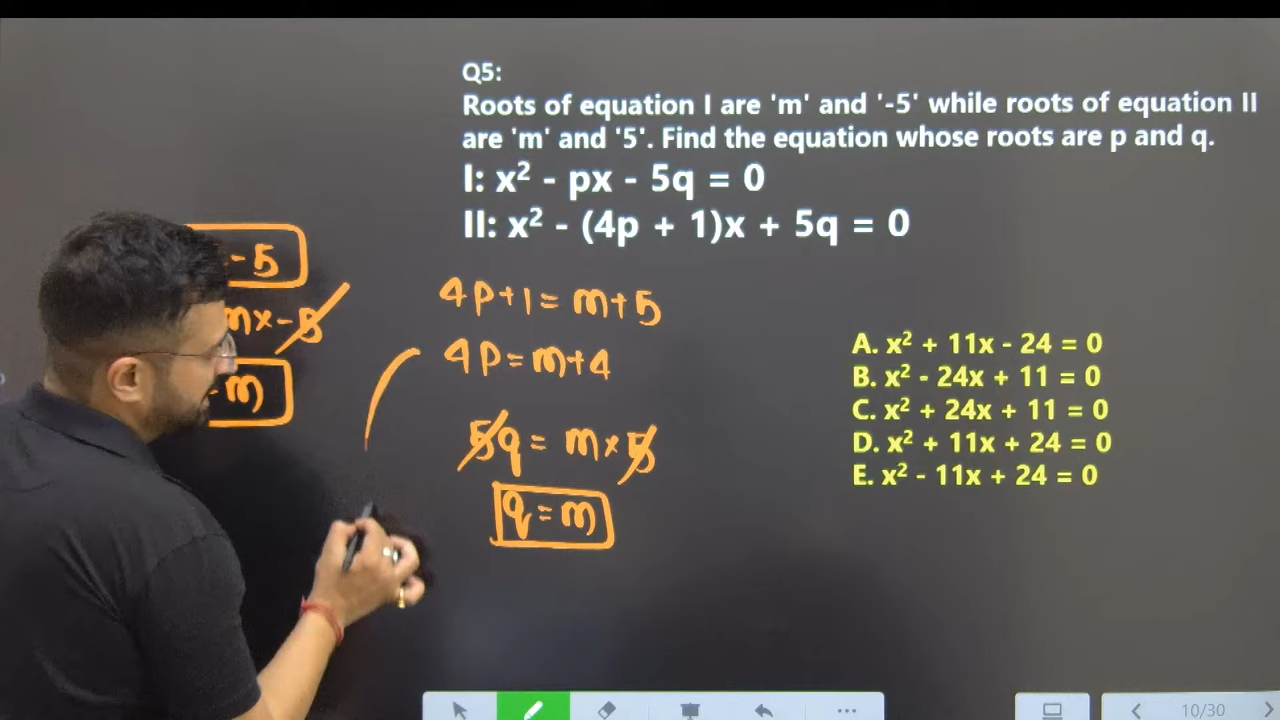 Q5:
Roots of equation I are 'm' and '-5' while roots of equation II
are 'm' and '5'. Find the equation whose roots are p and q.
I: x² - px - 5q = 0
II: x² - (4p + 1)x + 5q = 0
- 5
m x - 5
m
4p + 1 = m + 5
4p = m + 4
5q = m x 5
q = m
A. x² + 11x - 24 = 0
B. x² - 24x + 11 = 0
C. x² + 24x + 11 = 0
D. x² + 11x + 24 = 0
E. x² - 11x + 24 = 0
10/30